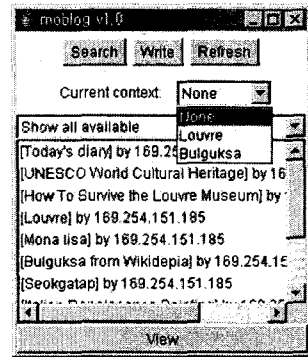 moblog v1.0
Search Write Refresh
Current context: None
None
Louvre
Bulguksa
Show all available
[Today's diary] by 169.25
[UNESCO World Cultural Heritage] by 16
[How To Survive the Louvre Museum] by
[Louvre] by 169.254.151.185
[Mona lisa] by 169.254.151.185
[Bulguksa from Wikidepia] by 169.254.15
[Seokgatap] by 169.254.151.185
View